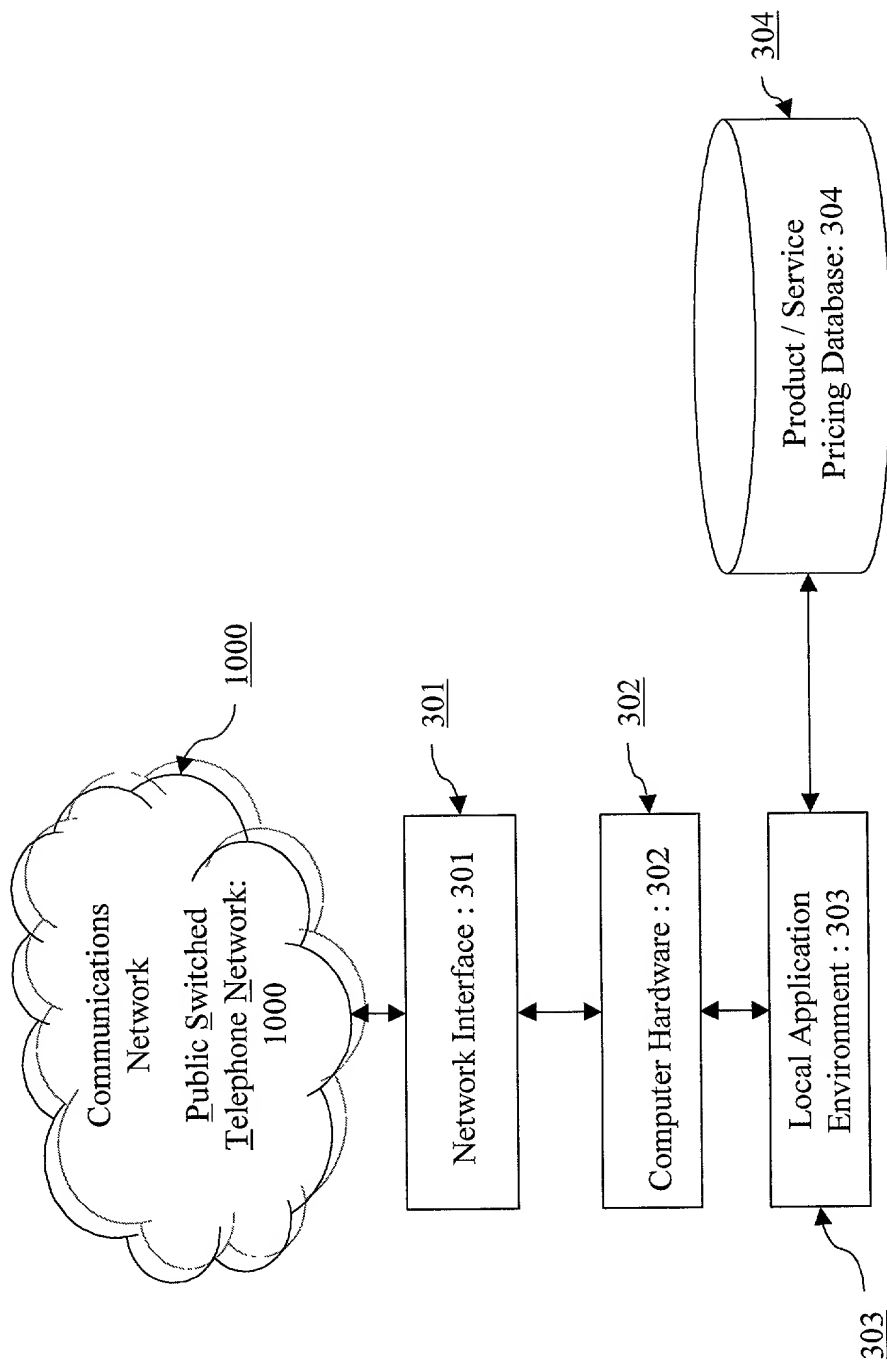 Communications
Network
Public Switched
Telephone Network:
1000
1000
Network Interface : 301
301
Computer Hardware : 302
302
Local Application
Environment : 303
303
Product / Service
Pricing Database: 304
304